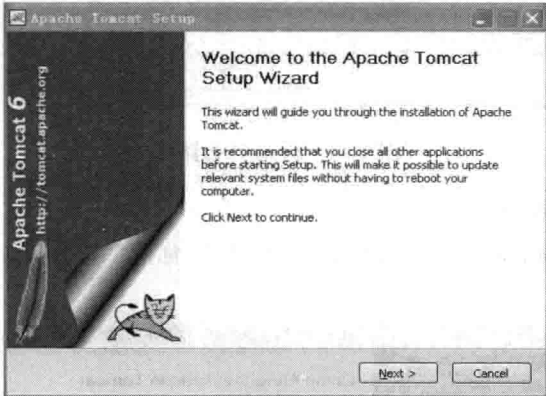 Apache Tomcat Setup
Apache Tomcat 6
http://tomcat.apache.org
Welcome to the Apache Tomcat
Setup Wizard
This wizard will guide you through the installation of Apache
Tomcat.
It is recommended that you close all other applications
before starting Setup. This will make it possible to update
relevant system files without having to reboot your
computer.
Click Next to continue.
Next >
Cancel